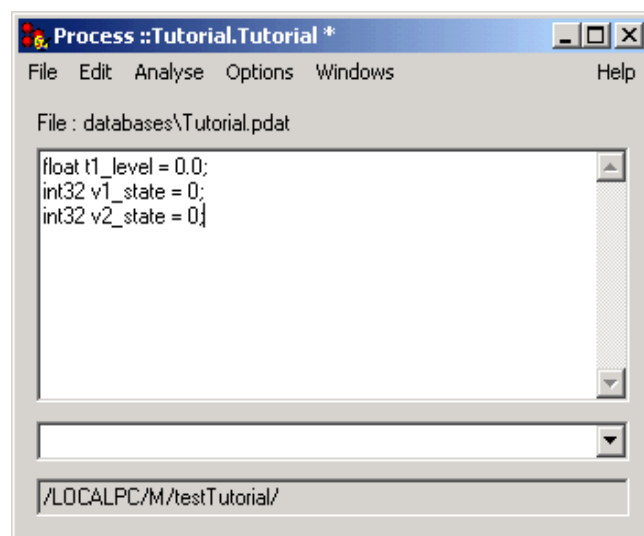 Process ::Tutorial.Tutorial *
File Edit Analyse Options Windows Help
File : databases\Tutorial.pdat
float t1_level = 0.0;
int32 v1_state = 0;
int32 v2_state = 0;
/LOCALPC/M/testTutorial/